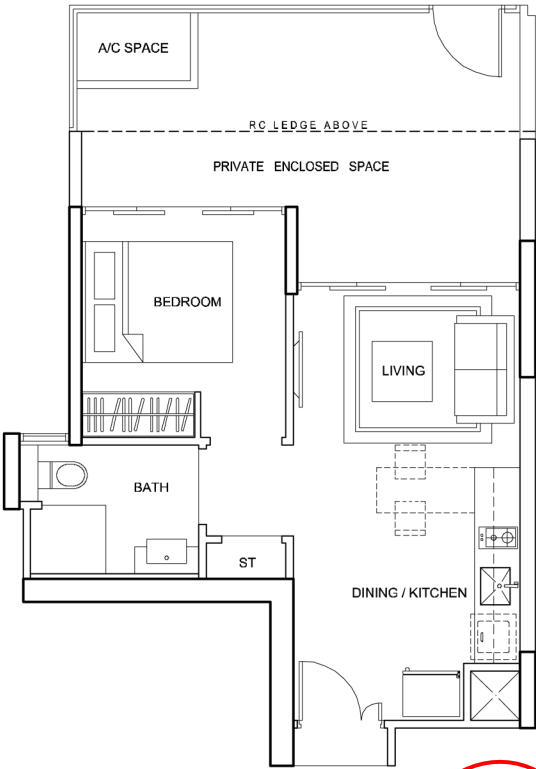 A/C SPACE
RC LEDGE ABOVE
PRIVATE ENCLOSED SPACE
BEDROOM
LIVING
BATH
ST
DINING / KITCHEN